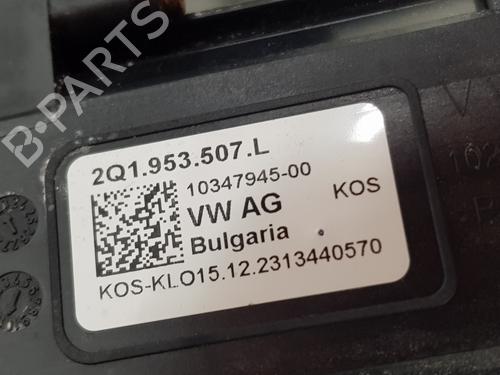 B-PARTS
2Q1.953.507.L
10347945-00
VW AG
KOS
Bulgaria
KOS-KLO15.12.2313440570